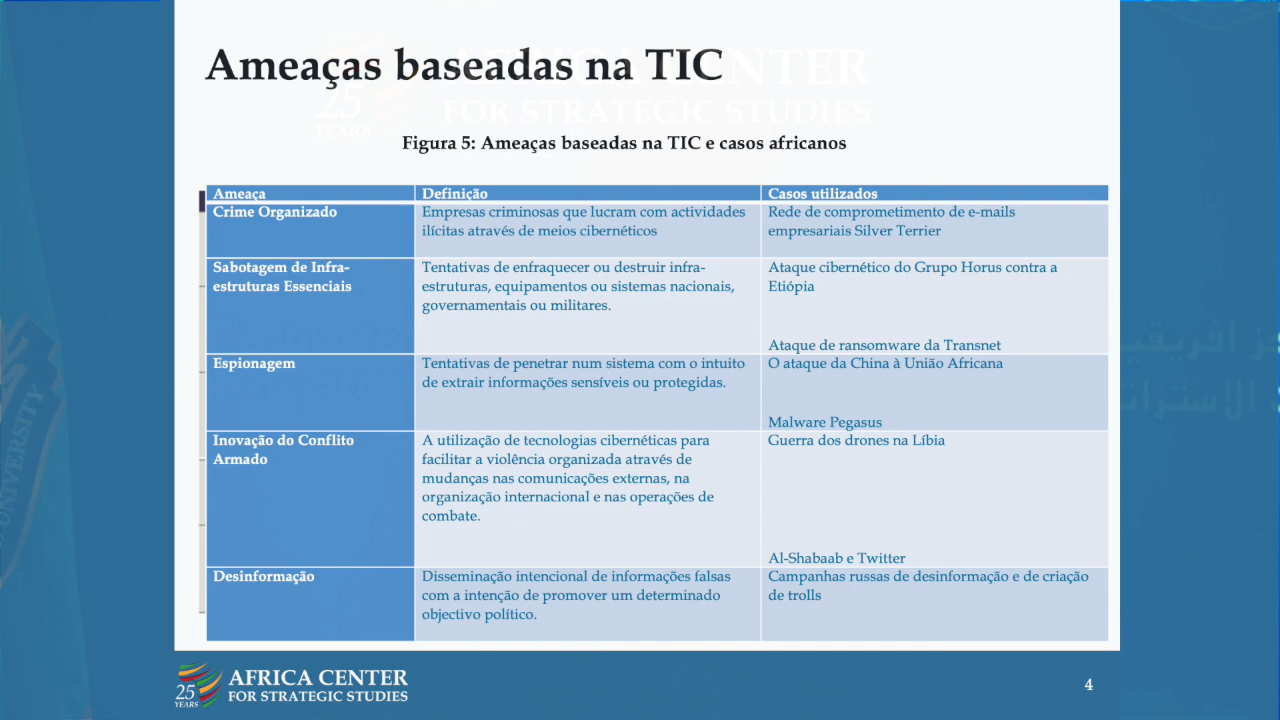 Ameaças baseadas na TIC
AFRICA CENTER
FOR STRATEGIC STUDIES
25
YEARS
Figura 5: Ameaças baseadas na TIC e casos africanos
Ameaça
Definição
Casos utilizados
Crime Organizado
Empresas criminosas que lucram com actividades
ilícitas através de meios cibernéticos
Rede de comprometimento de e-mails
empresariais Silver Terrier
Sabotagem de Infra-
estruturas Essenciais
Tentativas de enfraquecer ou destruir infra-
estruturas, equipamentos ou sistemas nacionais,
governamentais ou militares.
Ataque cibernético do Grupo Horus contra a
Etiópia
Ataque de ransomware da Transnet
Espionagem
Tentativas de penetrar num sistema com o intuito
de extrair informações sensíveis ou protegidas.
O ataque da China à União Africana
Malware Pegasus
Inovação do Conflito
Armado
A utilização de tecnologias cibernéticas para
facilitar a violência organizada através de
mudanças nas comunicações externas, na
organização internacional e nas operações de
combate.
Guerra dos drones na Líbia
Al-Shabaab e Twitter
Desinformação
Disseminação intencional de informações falsas
com a intenção de promover um determinado
objectivo político.
Campanhas russas de desinformação e de criação
de trolls
UNIVERSITY
25
YEARS
AFRICA CENTER
FOR STRATEGIC STUDIES
4